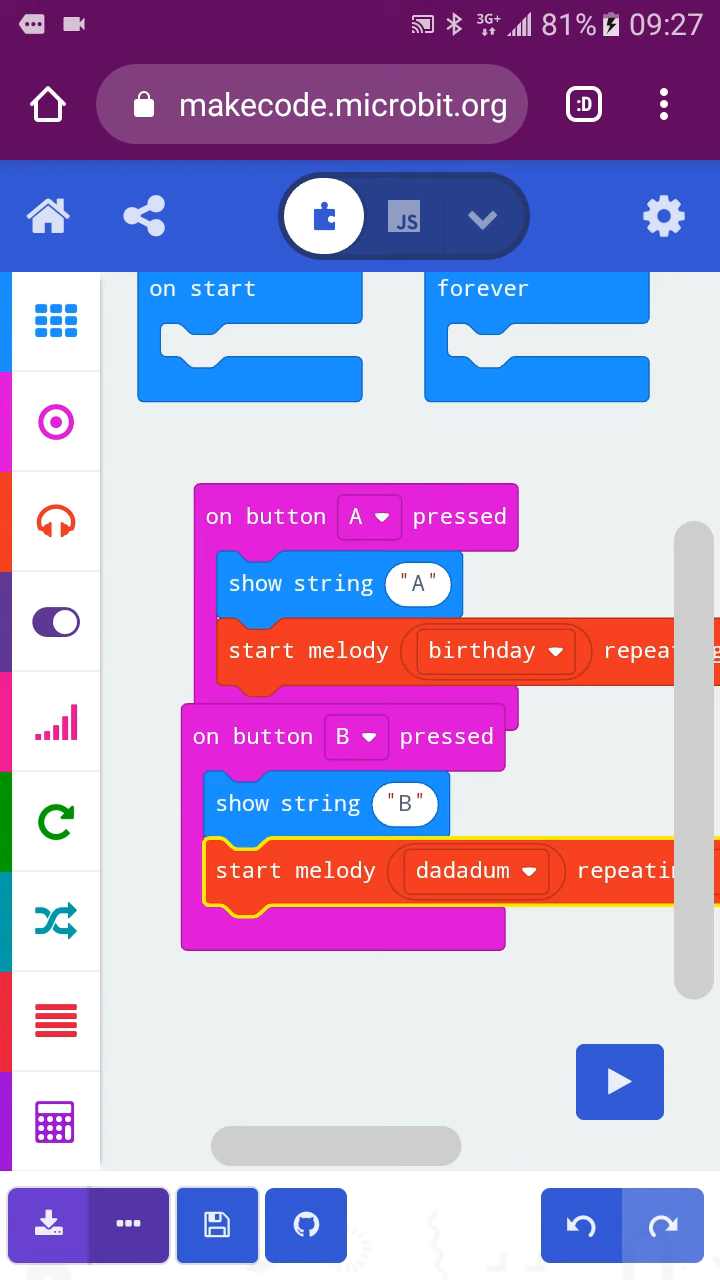 3G+ 81% 09:27
makecode.microbit.org :D
JS
on start forever
on button A pressed
show string "A"
start melody birthday
on button B pressed
show string "B"
start melody dadadum